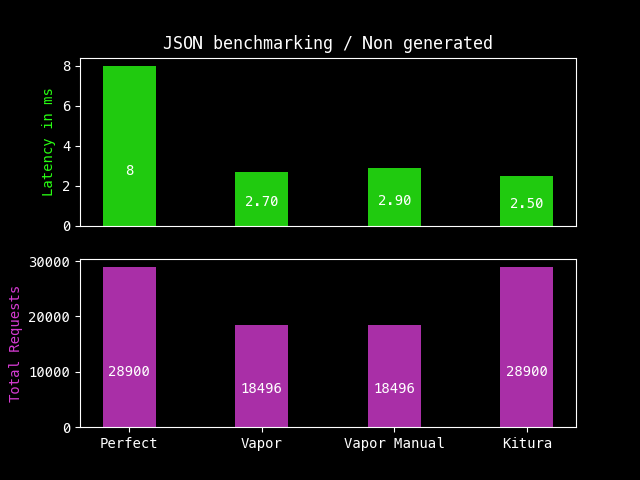 JSON benchmarking / Non generated
Latency in ms
8
6
4
2
0
8
2.70
2.90
2.50
Total Requests
30000
20000
10000
0
28900
18496
18496
28900
Perfect
Vapor
Vapor Manual
Kitura